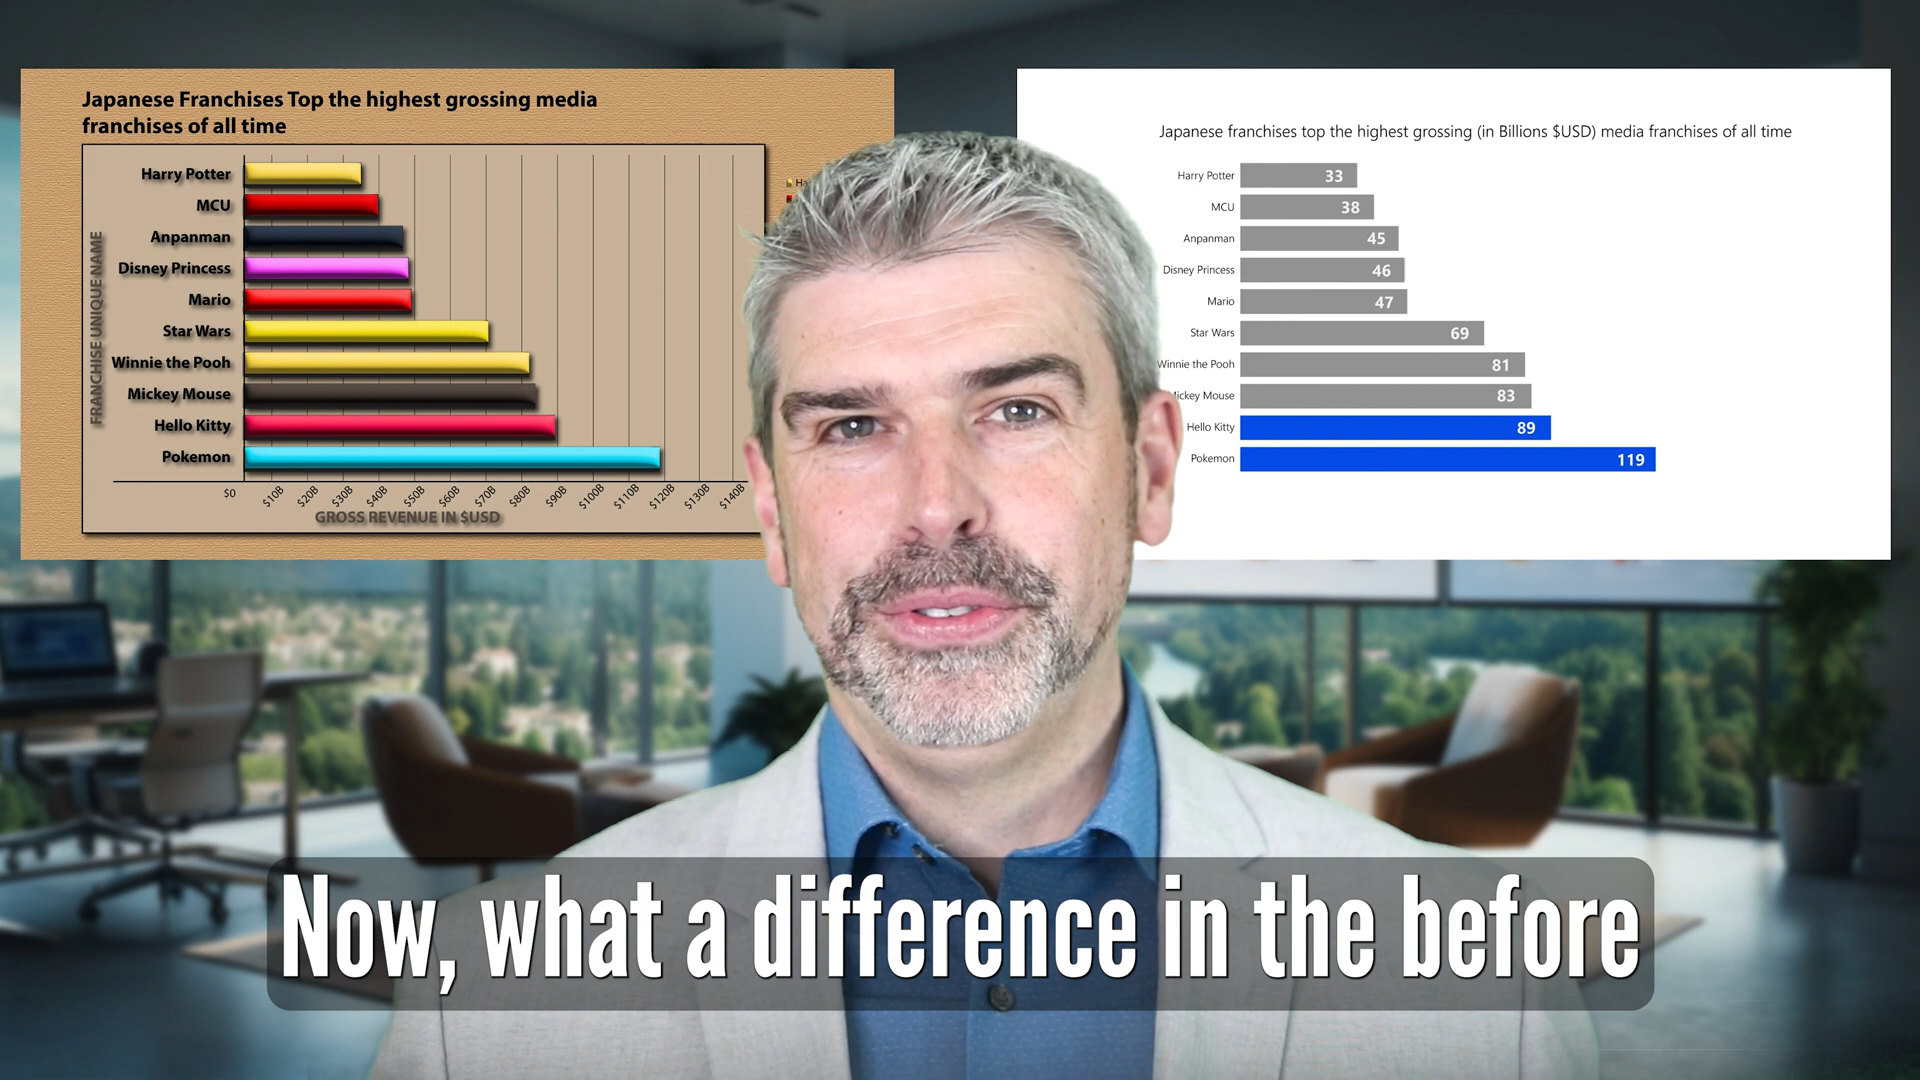 Japanese Franchises Top the highest grossing media
franchises of all time
Harry Potter
MCU
Anpanman
Disney Princess
Mario
Star Wars
Winnie the Pooh
Mickey Mouse
Hello Kitty
Pokemon
FRANCHISE UNIQUE NAME
$0 $10B $20B $30B $40B $50B $60B $70B $80B $90B $100B $110B $120B $130B $140B
GROSS REVENUE IN $USD
Japanese franchises top the highest grossing (in Billions $USD) media franchises of all time
Harry Potter 33
MCU 38
Anpanman 45
Disney Princess 46
Mario 47
Star Wars 69
Winnie the Pooh 81
Mickey Mouse 83
Hello Kitty 89
Pokemon 119
Now, what a difference in the before